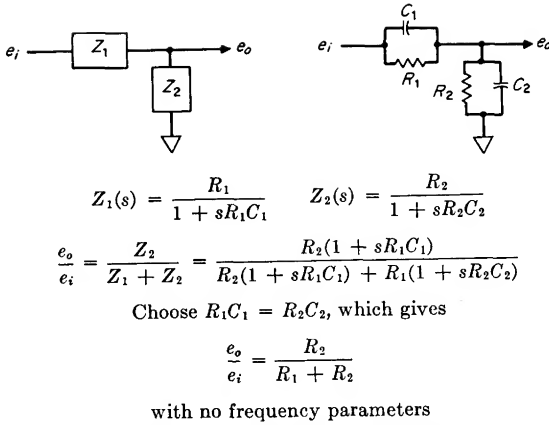 e_i Z_1 e_o
Z_2
e_i C_1 e_o
R_1 R_2 C_2
Z_1(s) = R_1 / (1 + sR_1C_1) Z_2(s) = R_2 / (1 + sR_2C_2)
e_o / e_i = Z_2 / (Z_1 + Z_2) = R_2(1 + sR_1C_1) / (R_2(1 + sR_1C_1) + R_1(1 + sR_2C_2))
Choose R_1C_1 = R_2C_2, which gives
e_o / e_i = R_2 / (R_1 + R_2)
with no frequency parameters